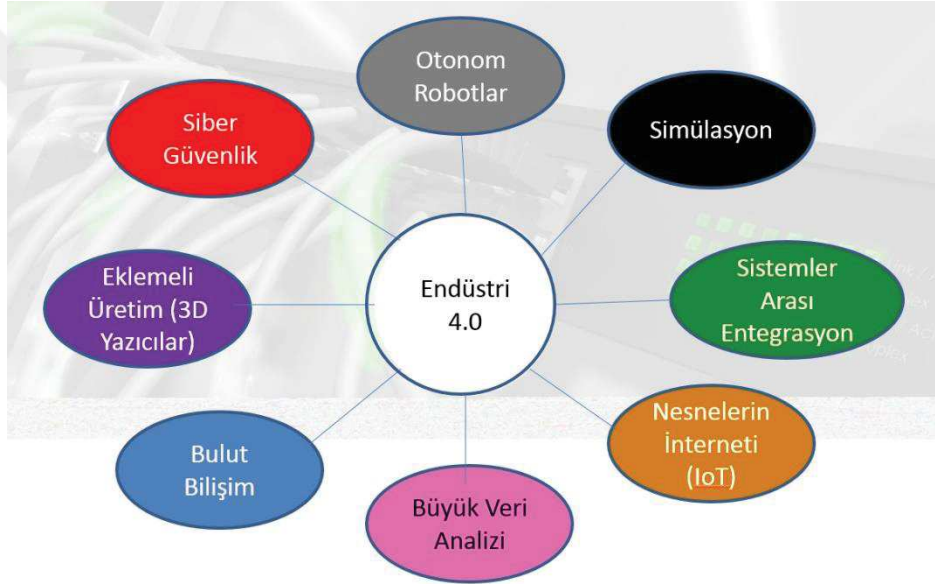 Otonom
Robotlar
Siber
Güvenlik
Simülasyon
Eklemeli
Üretim (3D
Yazıcılar)
Endüstri
4.0
Sistemler
Arası
Entegrasyon
Nesnelerin
İnterneti
(IoT)
Bulut
Bilişim
Büyük Veri
Analizi